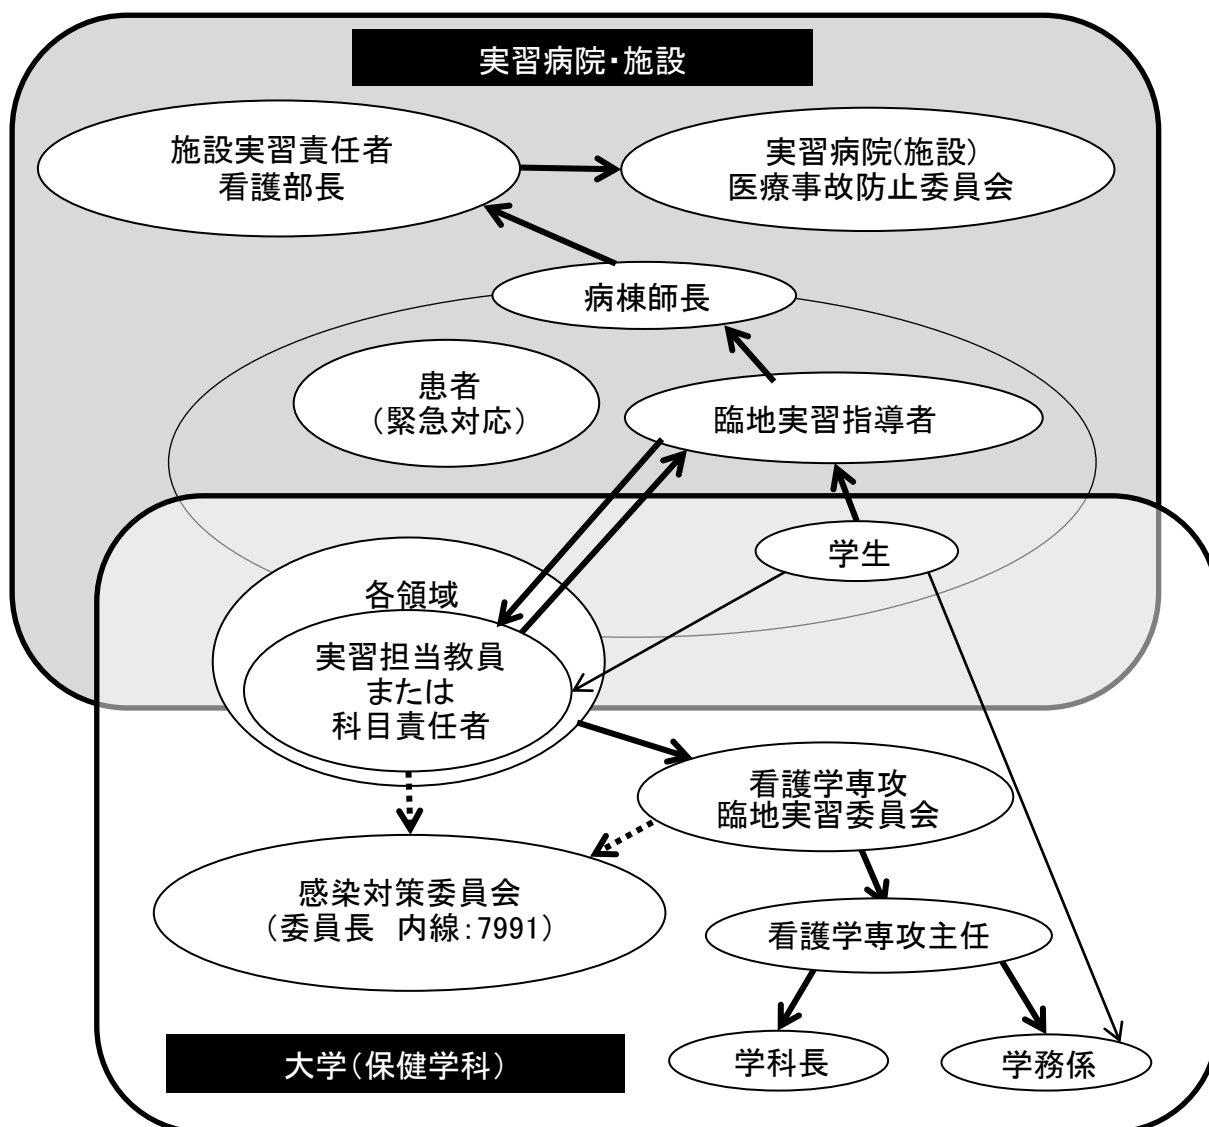 実習病院・施設
施設実習責任者
看護部長
実習病院(施設)
医療事故防止委員会
病棟師長
患者
（緊急対応）
臨地実習指導者
学生
各領域
実習担当教員
または
科目責任者
看護学専攻
臨地実習委員会
感染対策委員会
（委員長　内線：7991）
看護学専攻主任
大学（保健学科）
学科長
学務係